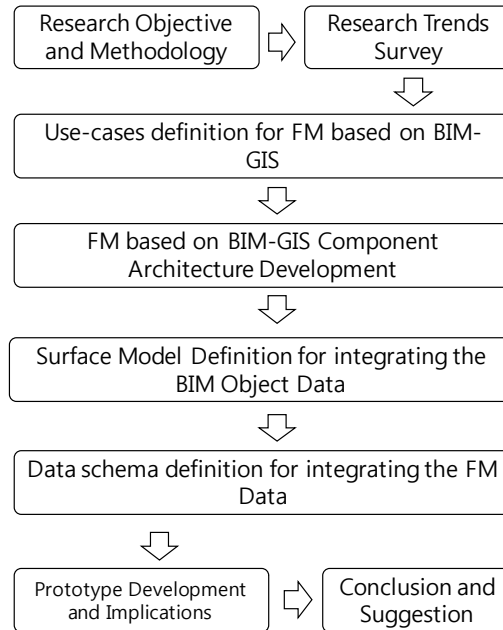 Research Objective
and Methodology
Research Trends
Survey
Use-cases definition for FM based on BIM-
GIS
FM based on BIM-GIS Component
Architecture Development
Surface Model Definition for integrating the
BIM Object Data
Data schema definition for integrating the FM
Data
Prototype Development
and Implications
Conclusion and
Suggestion